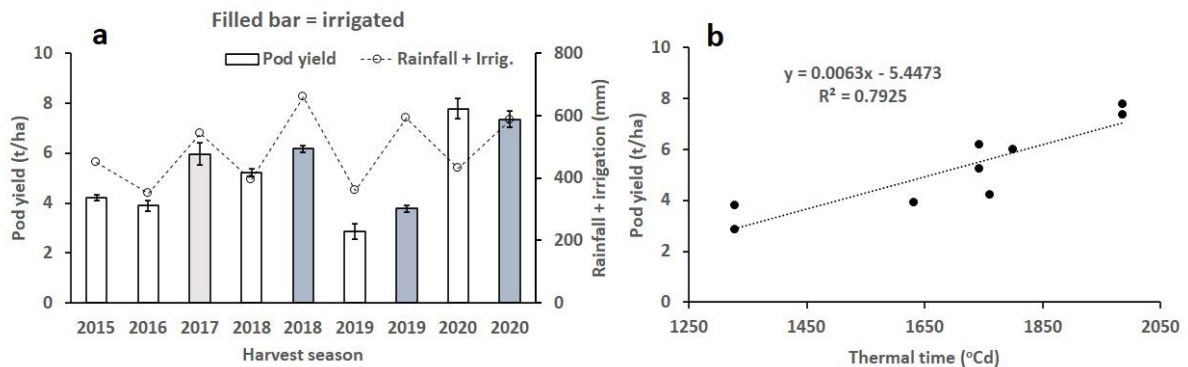 Filled bar = irrigated
a
Pod yield
Rainfall + Irrig.
Pod yield (t/ha)
10
8
6
4
2
0
800
600
400
200
0
Rainfall + irrigation (mm)
2015 2016 2017 2018 2018 2019 2019 2020 2020
Harvest season
b
y = 0.0063x - 5.4473
R² = 0.7925
Pod yield (t/ha)
10
8
6
4
2
0
1250 1450 1650 1850 2050
Thermal time (°Cd)